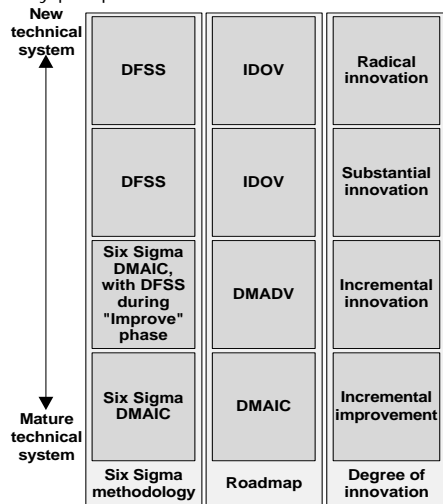 New
technical
system
DFSS
IDOV
Radical
innovation
DFSS
IDOV
Substantial
innovation
Six Sigma
DMAIC,
with DFSS
during
"Improve"
phase
DMADV
Incremental
innovation
Six Sigma
DMAIC
DMAIC
Incremental
improvement
Mature
technical
system
Six Sigma
methodology
Roadmap
Degree of
innovation